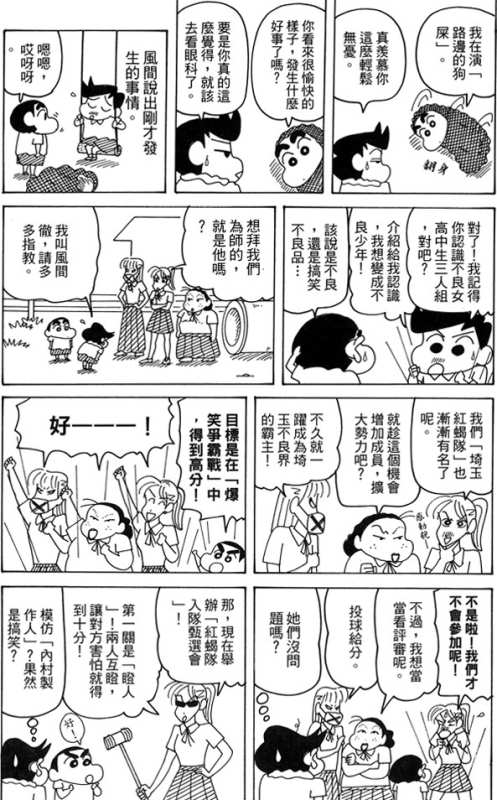 我在演「
路邊的狗
屎」。
真羨慕你
這麼輕鬆
無憂。
翻身
你看來很愉快的
樣子，發生什麼
好事了嗎？
要是你真的這
麼覺得，就該
去看眼科了。
風間說出剛才發
生的事情。
嗯嗯，
哎呀呀
。
對了！我記得
你認識不良女
高中生三人組
，對吧？
介紹給我認識
，我想變成不
良少年！
該說是不良
，還是搞笑
不良品…
想拜我們
為師的，
就是他嗎
？
我叫風間
徹，請多
多指教。
我們「埼玉
紅蠍隊」也
漸漸有名了
呢。
感動貌
就趁這個機會
增加成員，擴
大勢力吧？
不久就一
躍成為埼
玉不良界
的霸主！
目標是在「爆
笑爭霸戰」中
，得到高分！
好————！
不是啦！我們才
不會參加呢！
不過，我想當
當看評審呢。
投球給分。
她們沒問
題嗎？
那，現在舉
辦「紅蠍隊
入隊甄選會
」！
第一關是「瞪人
」！兩人互瞪，
讓對方害怕就得
到十分！
模仿「內村製
作人」？果然
是搞笑？